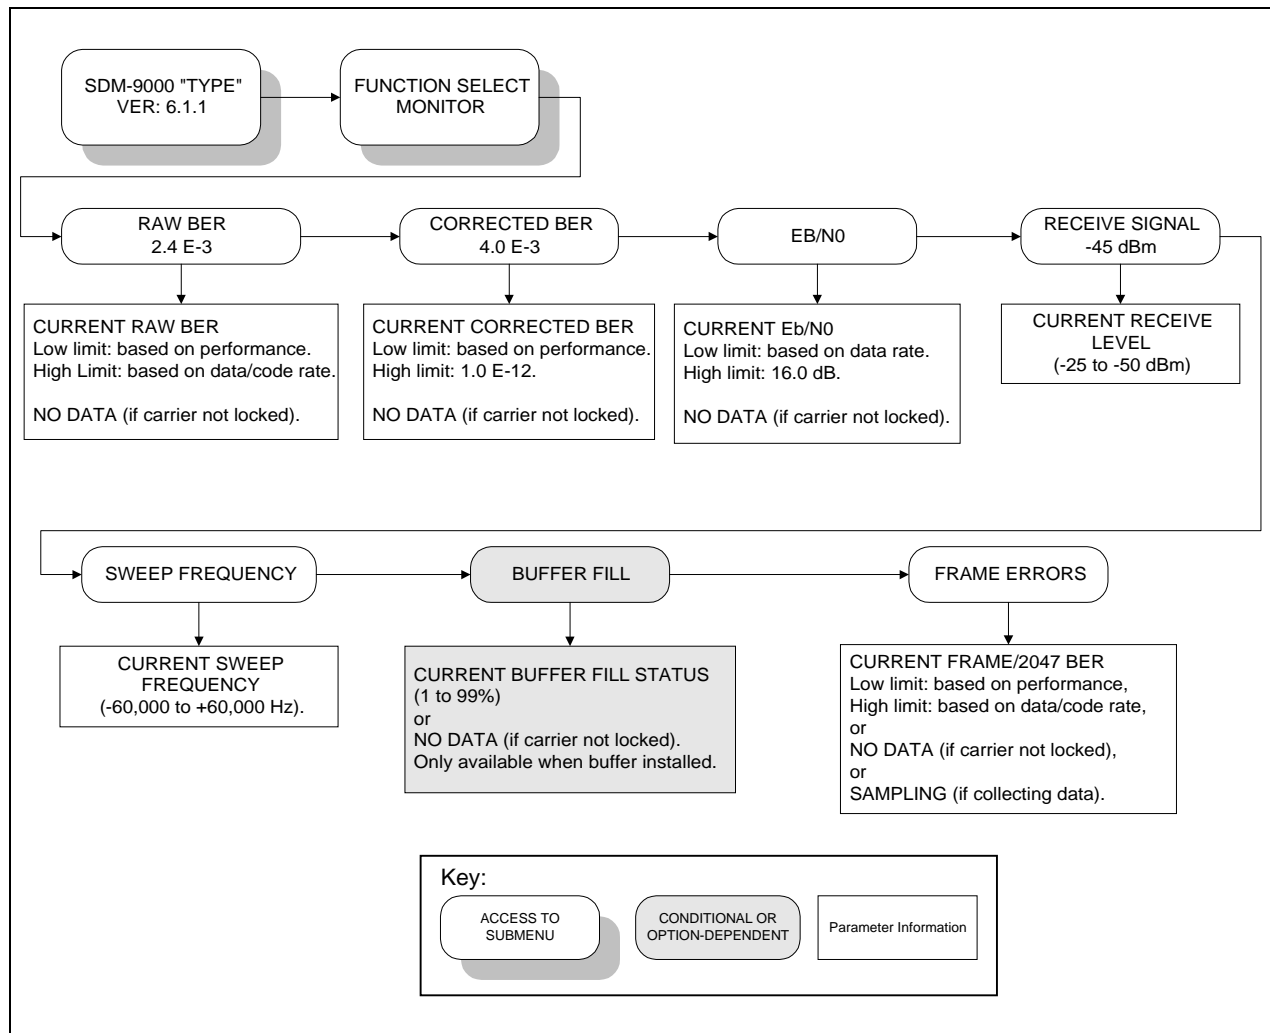 SDM-9000 "TYPE"
VER: 6.1.1
FUNCTION SELECT
MONITOR
RAW BER
2.4 E-3
CORRECTED BER
4.0 E-3
EB/N0
RECEIVE SIGNAL
-45 dBm
CURRENT RAW BER
Low limit: based on performance.
High Limit: based on data/code rate.
NO DATA (if carrier not locked).
CURRENT CORRECTED BER
Low limit: based on performance.
High limit: 1.0 E-12.
NO DATA (if carrier not locked).
CURRENT Eb/N0
Low limit: based on data rate.
High limit: 16.0 dB.
NO DATA (if carrier not locked).
CURRENT RECEIVE
LEVEL
(-25 to -50 dBm)
SWEEP FREQUENCY
BUFFER FILL
FRAME ERRORS
CURRENT SWEEP
FREQUENCY
(-60,000 to +60,000 Hz).
CURRENT BUFFER FILL STATUS
(1 to 99%)
or
NO DATA (if carrier not locked).
Only available when buffer installed.
CURRENT FRAME/2047 BER
Low limit: based on performance,
High limit: based on data/code rate,
or
NO DATA (if carrier not locked),
or
SAMPLING (if collecting data).
Key:
ACCESS TO
SUBMENU
CONDITIONAL OR
OPTION-DEPENDENT
Parameter Information